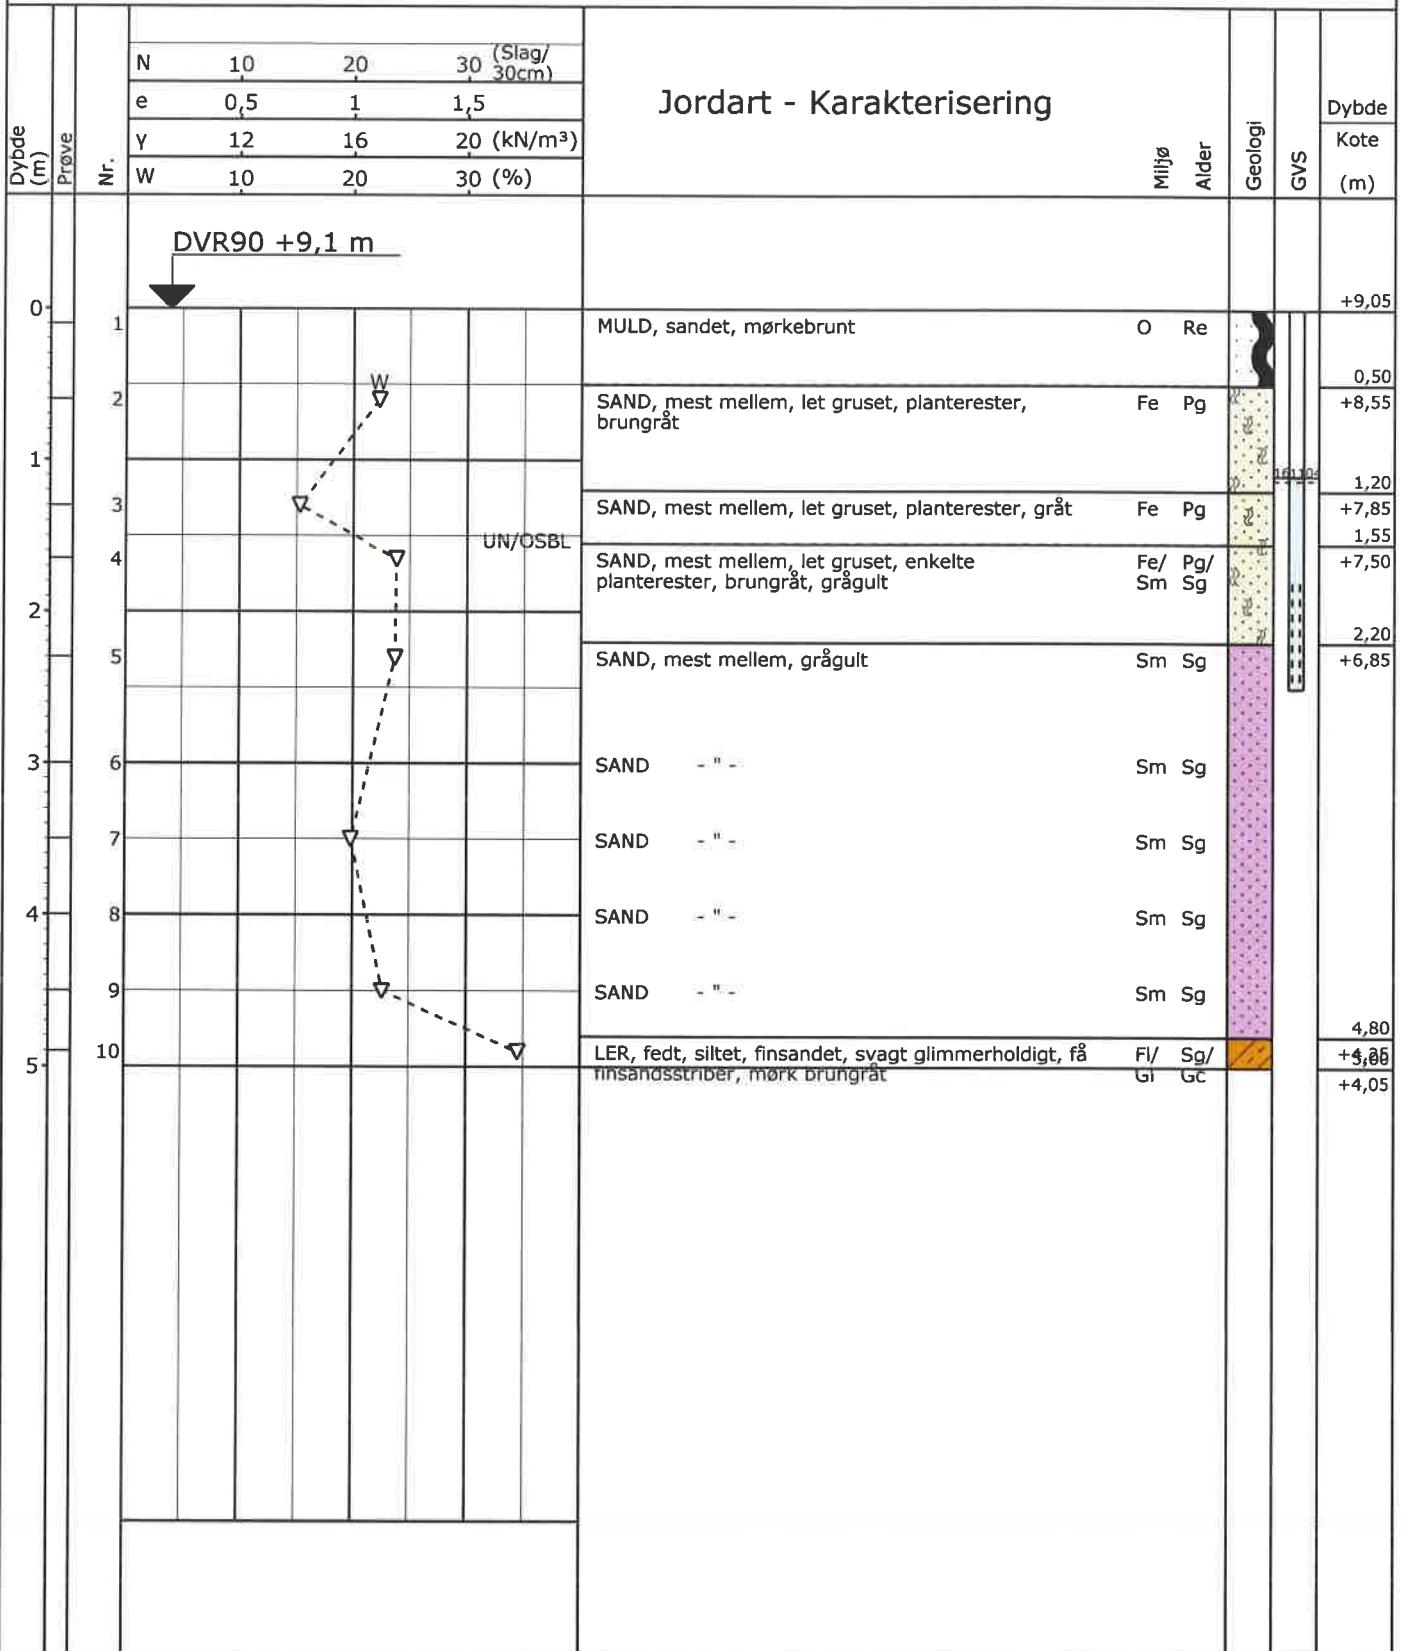 N 10 20 30 (Slag/
30cm)
e 0,5 1 1,5
γ 12 16 20 (kN/m³)
W 10 20 30 (%)
Dybde
(m)
Prøve
Nr.
Jordart - Karakterisering
Miljø
Alder
Geologi
GVS
Dybde
Kote
(m)
DVR90 +9,1 m
+9,05
0
1 MULD, sandet, mørkebrunt O Re
0,50
W
2 SAND, mest mellem, let gruset, planterester, Fe Pg +8,55
brungråt
1
1,20
3 SAND, mest mellem, let gruset, planterester, gråt Fe Pg +7,85
UN/OSBL 1,55
4 SAND, mest mellem, let gruset, enkelte Fe/ Pg/ +7,50
planterester, brungråt, grågult Sm Sg
2
2,20
5 SAND, mest mellem, grågult Sm Sg +6,85
3 6 SAND - " - Sm Sg
7 SAND - " - Sm Sg
4 8 SAND - " - Sm Sg
9 SAND - " - Sm Sg
4,80
10 LER, fedt, siltet, finsandet, svagt glimmerholdigt, få Fl/ Sg/
5 finsandsstriber, mørk brungråt Gl Gc
+4,05